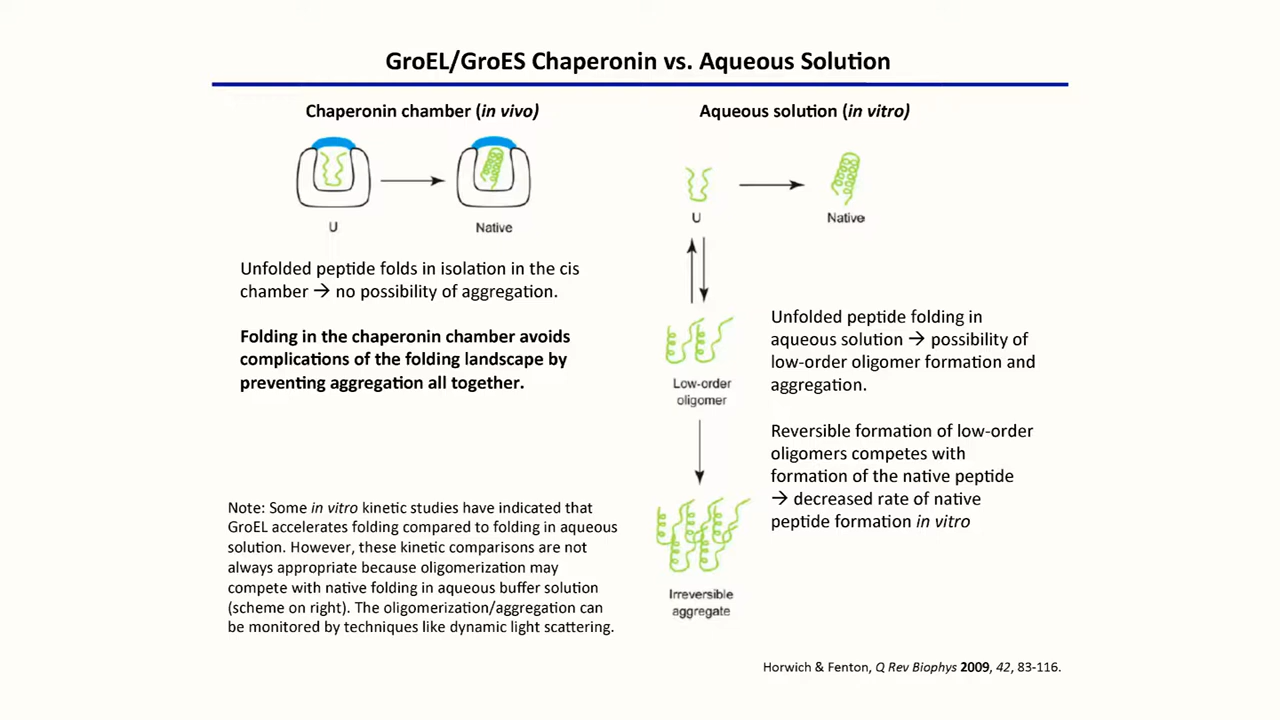 GroEL/GroES Chaperonin vs. Aqueous Solution
Chaperonin chamber (in vivo)
U
Native
Unfolded peptide folds in isolation in the cis
chamber → no possibility of aggregation.
Folding in the chaperonin chamber avoids
complications of the folding landscape by
preventing aggregation all together.
Note: Some in vitro kinetic studies have indicated that
GroEL accelerates folding compared to folding in aqueous
solution. However, these kinetic comparisons are not
always appropriate because oligomerization may
compete with native folding in aqueous buffer solution
(scheme on right). The oligomerization/aggregation can
be monitored by techniques like dynamic light scattering.
Aqueous solution (in vitro)
U
Native
Low-order
oligomer
Irreversible
aggregate
Unfolded peptide folding in
aqueous solution → possibility of
low-order oligomer formation and
aggregation.
Reversible formation of low-order
oligomers competes with
formation of the native peptide
→ decreased rate of native
peptide formation in vitro
Horwich & Fenton, Q Rev Biophys 2009, 42, 83-116.